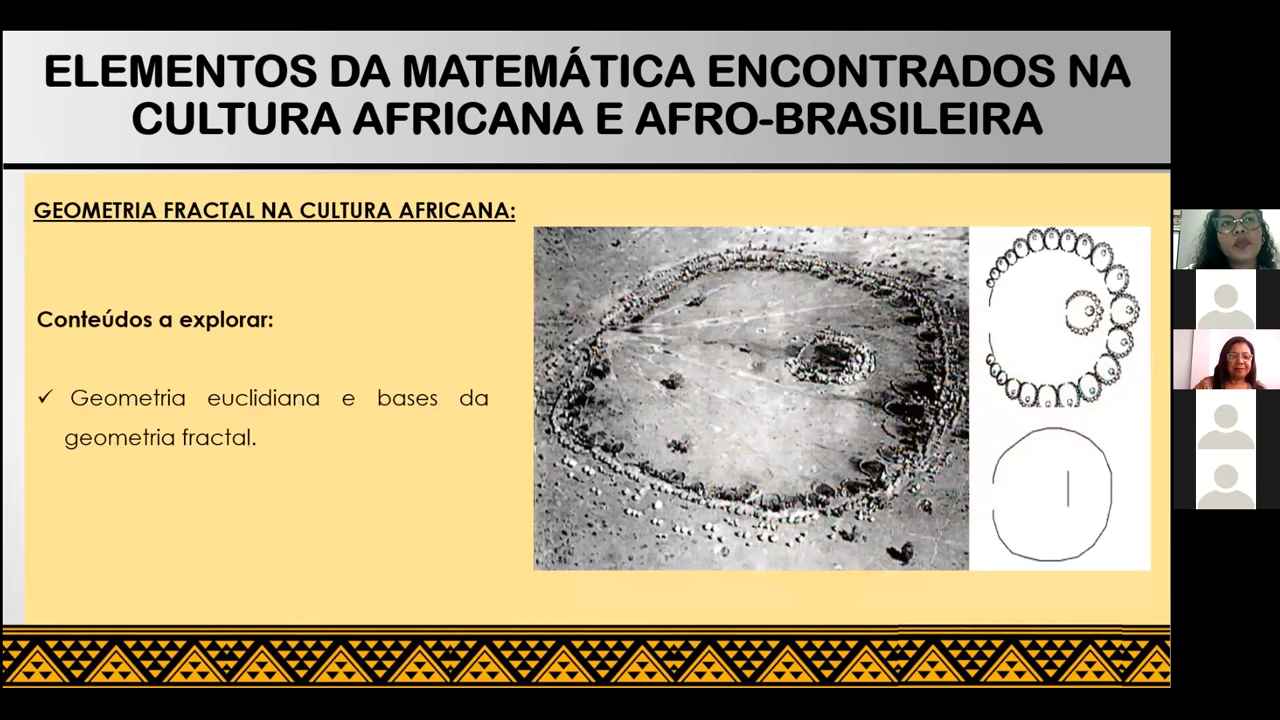 ELEMENTOS DA MATEMÁTICA ENCONTRADOS NA
CULTURA AFRICANA E AFRO-BRASILEIRA
GEOMETRIA FRACTAL NA CULTURA AFRICANA:
Conteúdos a explorar:
✓ Geometria euclidiana e bases da
geometria fractal.